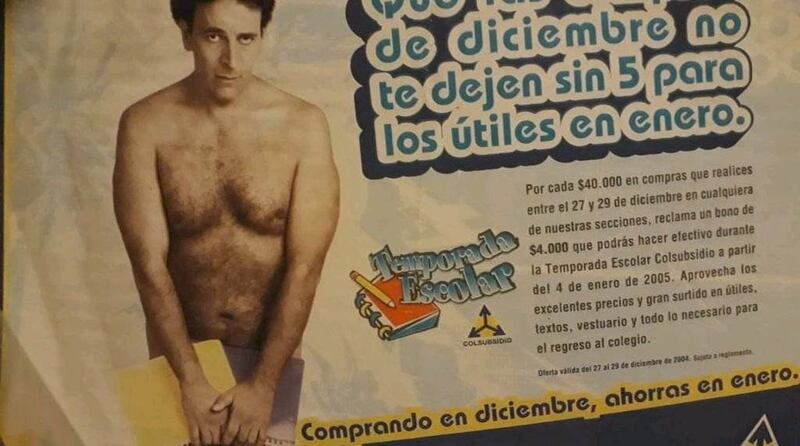 de diciembre no
te dejen sin 5 para
los útiles en enero.
Por cada $40.000 en compras que realices
entre el 27 y 29 de diciembre en cualquiera
de nuestras secciones, reclama un bono de
$4.000 que podrás hacer efectivo durante
la Temporada Escolar Colsubsidio a partir
del 4 de enero de 2005. Aprovecha los
excelentes precios y gran surtido en útiles,
textos, vestuario y todo lo necesario para
el regreso al colegio.
Oferta válida del 27 al 29 de diciembre de 2004. Sujeta a reglamento.
Temporada
Escolar
COLSUBSIDIO
Comprando en diciembre, ahorras en enero.